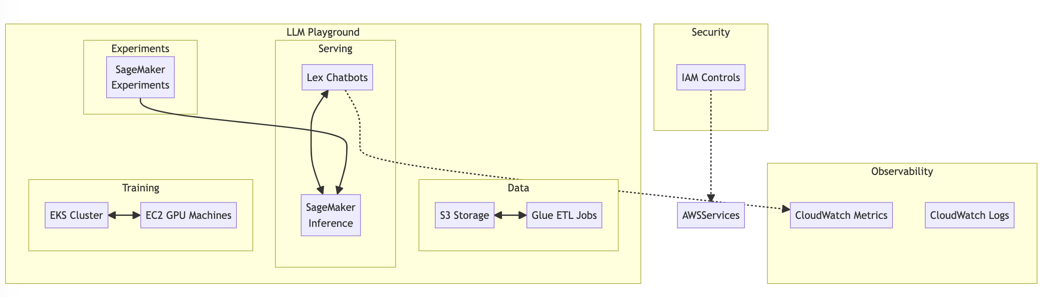 LLM Playground
Security
Experiments
Serving
SageMaker
Experiments
Lex Chatbots
IAM Controls
Observability
Training
Data
EKS Cluster
EC2 GPU Machines
SageMaker
Inference
S3 Storage
Glue ETL Jobs
AWSServices
CloudWatch Metrics
CloudWatch Logs